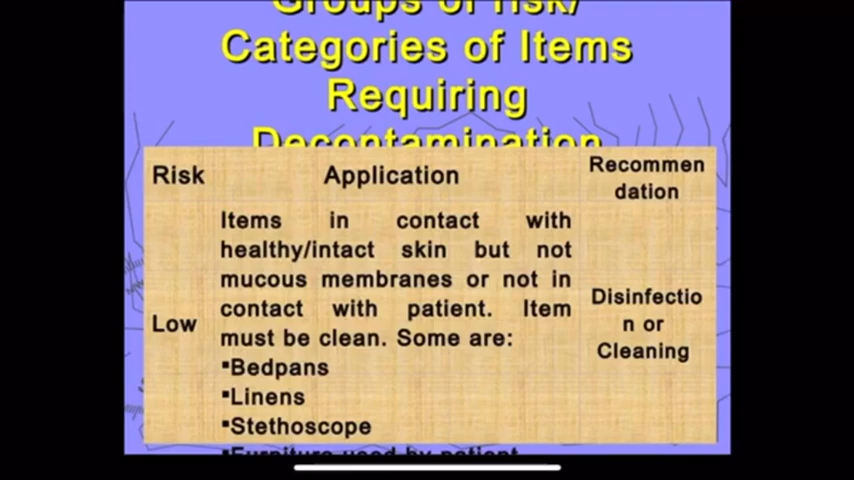 Groups of risk/
Categories of Items
Requiring
Decontamination
Risk
Application
Recommen
dation
Low
Items in contact with
healthy/intact skin but not
mucous membranes or not in
contact with patient. Item
must be clean. Some are:
▪Bedpans
▪Linens
▪Stethoscope
▪Furniture used by patient
Disinfectio
n or
Cleaning